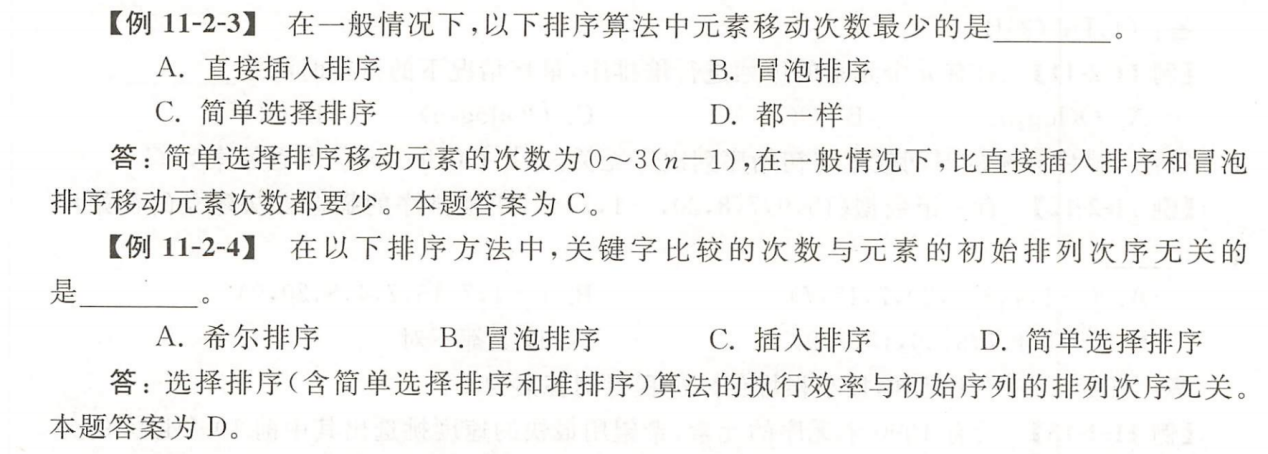 【例 11-2-3】 在一般情况下,以下排序算法中元素移动次数最少的是________。
A. 直接插入排序 B. 冒泡排序
C. 简单选择排序 D. 都一样
答: 简单选择排序移动元素的次数为 0～3(n－1),在一般情况下,比直接插入排序和冒泡
排序移动元素次数都要少。本题答案为 C。
【例 11-2-4】 在以下排序方法中,关键字比较的次数与元素的初始排列次序无关的
是________。
A. 希尔排序 B. 冒泡排序 C. 插入排序 D. 简单选择排序
答: 选择排序(含简单选择排序和堆排序)算法的执行效率与初始序列的排列次序无关。
本题答案为 D。